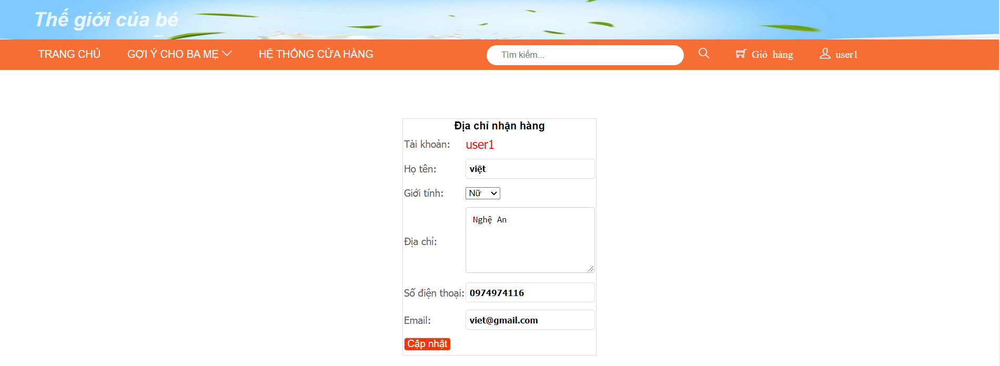 Thế giới của bé
TRANG CHỦ GỢI Ý CHO BA MẸ HỆ THỐNG CỬA HÀNG Tìm kiếm... Giỏ hàng user1
Địa chỉ nhận hàng
Tài khoản: user1
Họ tên: việt
Giới tính: Nữ
Địa chỉ: Nghệ An
Số điện thoại: 0974974116
Email: viet@gmail.com
Cập nhật